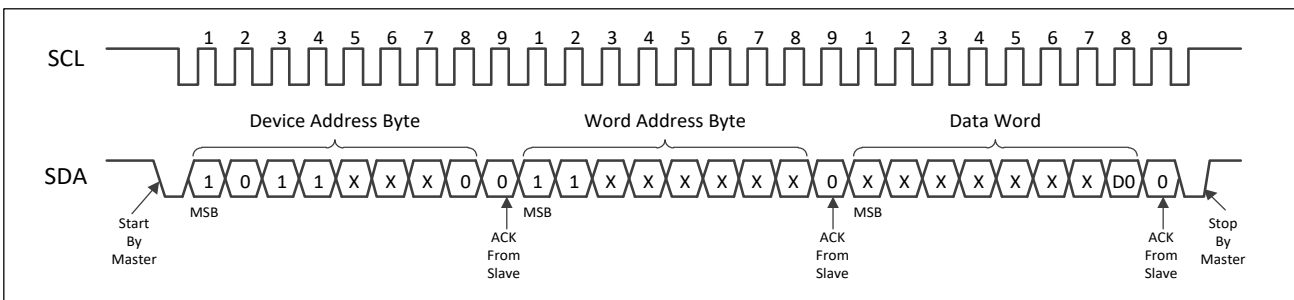 1 2 3 4 5 6 7 8 9 1 2 3 4 5 6 7 8 9 1 2 3 4 5 6 7 8 9
SCL
Device Address Byte Word Address Byte Data Word
SDA 1 0 1 1 X X X 0 0 1 1 X X X X X X 0 X X X X X X X D0 0
MSB MSB MSB
Start
By
Master
ACK
From
Slave
ACK
From
Slave
ACK
From
Slave
Stop
By
Master